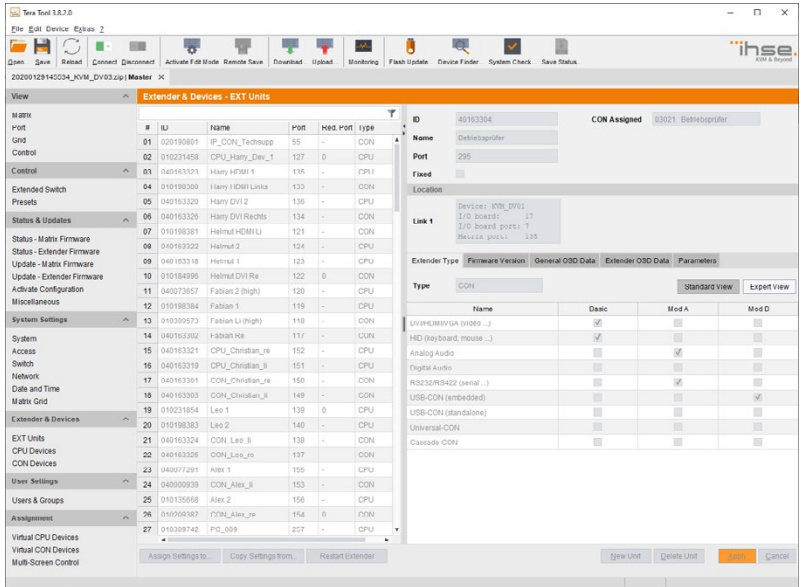 Tera Tool 3.8.2.0
File Edit Device Extras ?
Open... Save Reload Connect Disconnect Activate Edit Mode Remote Save Download... Upload... Monitoring Flash Update... Device Finder... System Check... Save Status...
ihse.
KVM & Beyond
20200129145534_KVM_DV03.zip | Master
View
Matrix
Port
Grid
Control
Control
Extended Switch
Presets
Status & Updates
Status - Matrix Firmware
Status - Extender Firmware
Update - Matrix Firmware
Update - Extender Firmware
Activate Configuration
Miscellaneous
System Settings
System
Access
Switch
Network
Date and Time
Matrix Grid
Extender & Devices
EXT Units
CPU Devices
CON Devices
User Settings
Users & Groups
Assignment
Virtual CPU Devices
Virtual CON Devices
Multi-Screen Control
Extender & Devices - EXT Units
# ID Name Port Red. Port Type
01 020190801 IP_CON_Techsupp 55 - CON
02 010231458 CPU_Harry_Dev_1 127 0 CPU
03 040163323 Harry HDMI 1 135 - CPU
04 010198300 Harry HDMI Links 133 - CON
05 040163320 Harry DVI 2 136 - CPU
06 040163326 Harry DVI Rechts 134 - CON
07 010198381 Helmut HDMI Li 121 - CON
08 040163322 Helmut 2 124 - CPU
09 040163318 Helmut 1 123 - CPU
10 010184996 Helmut DVI Re 122 0 CON
11 040073657 Fabian 2 (high) 120 - CPU
12 010198384 Fabian 1 119 - CPU
13 010309573 Fabian Li (high) 118 - CON
14 040163302 Fabian Re 117 - CON
15 040163321 CPU_Christian_re 152 - CPU
16 040163319 CPU_Christian_li 151 - CPU
17 040163301 CON_Christian_re 150 - CON
18 040163303 CON_Christian_li 149 - CON
19 010231854 Leo 1 139 0 CPU
20 010198383 Leo 2 140 - CPU
21 040163324 CON_Leo_li 138 - CON
22 040163325 CON_Leo_re 137 CON
23 040077291 Alex 1 155 - CPU
24 040000939 CON_Alex_li 153 - CON
25 010135668 Alex 2 156 - CPU
26 010209387 CON_Alex_re 154 0 CON
27 010309742 PC_009 257 - CPU
Assign Settings to... Copy Settings from... Restart Extender
ID 40163304 CON Assigned 03021 Betriebsprüfer
Name Betriebsprüfer
Port 295
Fixed
Location
Link 1
Device: KVM_DV01
I/O board: 17
I/O board port: 7
Matrix port: 135
Extender Type Firmware Version General OSD Data Extender OSD Data Parameters
Type CON Standard View Expert View
Name Basic Mod A Mod D
DVI/HDMI/VGA (video ...)
HID (keyboard, mouse ...)
Analog Audio
Digital Audio
RS232/RS422 (serial ...)
USB-CON (embedded)
USB-CON (standalone)
Universal-CON
Cascade-CON
New Unit Delete Unit Apply Cancel